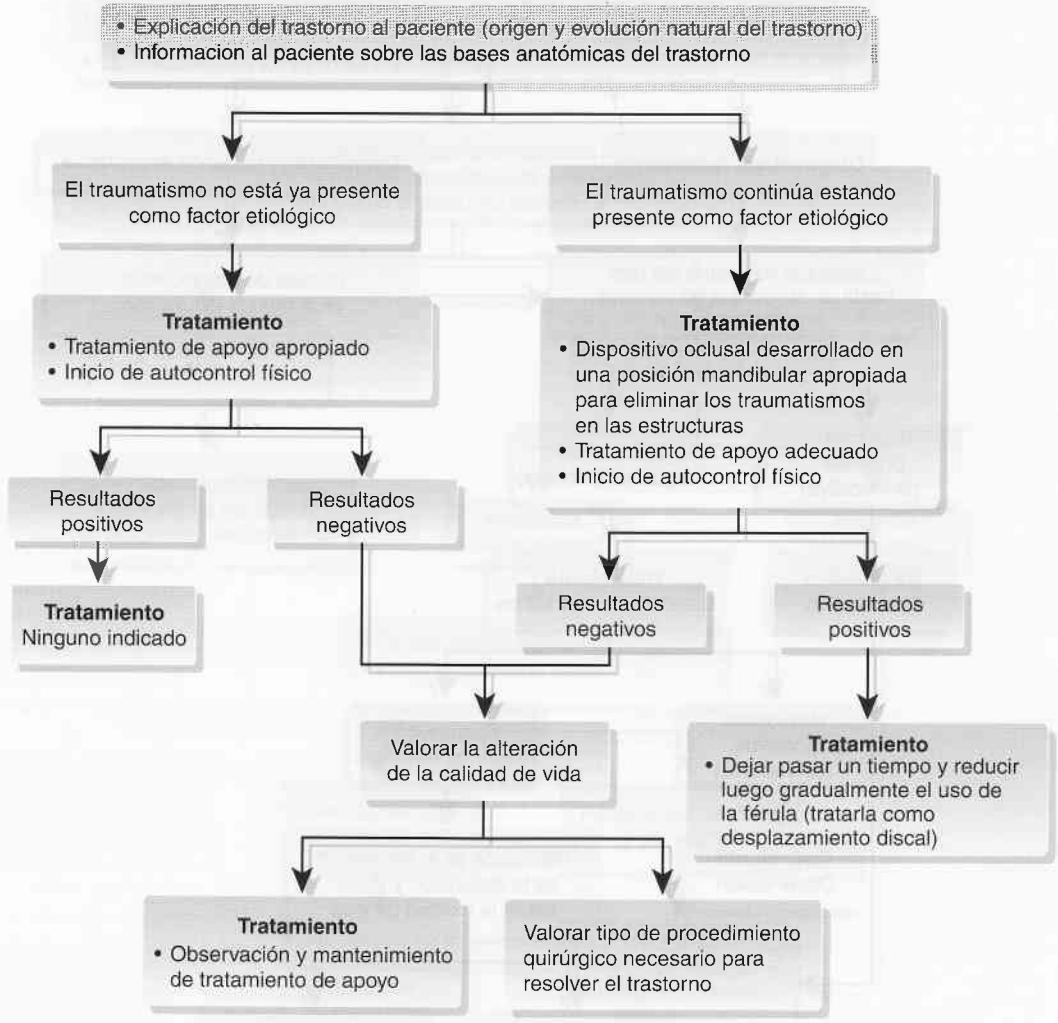 • Explicación del trastorno al paciente (origen y evolución natural del trastorno)
• Informacion al paciente sobre las bases anatómicas del trastorno
El traumatismo no está ya presente
como factor etiológico
El traumatismo continúa estando
presente como factor etiológico
Tratamiento
• Tratamiento de apoyo apropiado
• Inicio de autocontrol físico
Tratamiento
• Dispositivo oclusal desarrollado en
una posición mandibular apropiada
para eliminar los traumatismos
en las estructuras
• Tratamiento de apoyo adecuado
• Inicio de autocontrol físico
Resultados
positivos
Resultados
negativos
Tratamiento
Ninguno indicado
Resultados
negativos
Resultados
positivos
Valorar la alteración
de la calidad de vida
Tratamiento
• Dejar pasar un tiempo y reducir
luego gradualmente el uso de
la férula (tratarla como
desplazamiento discal)
Tratamiento
• Observación y mantenimiento
de tratamiento de apoyo
Valorar tipo de procedimiento
quirúrgico necesario para
resolver el trastorno